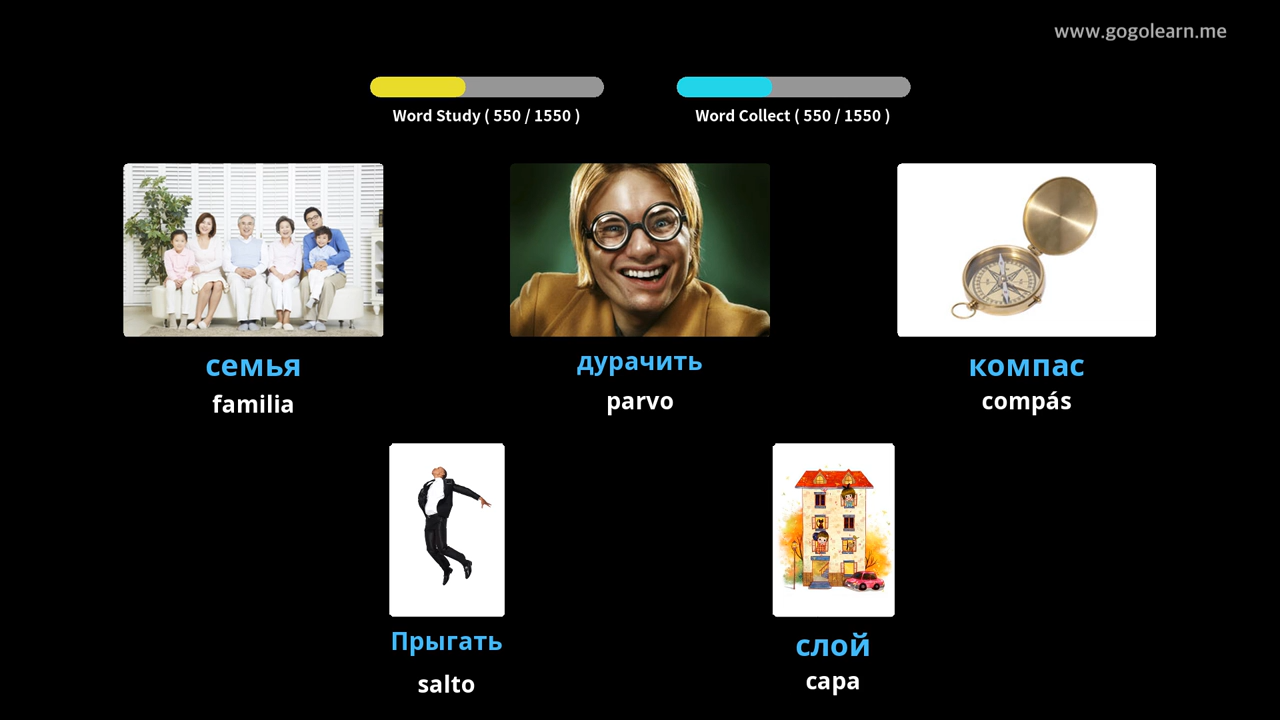 www.gogolearn.me
Word Study ( 550 / 1550 )
Word Collect ( 550 / 1550 )
семья
familia
дурачить
parvo
компас
compás
Прыгать
salto
слой
capa